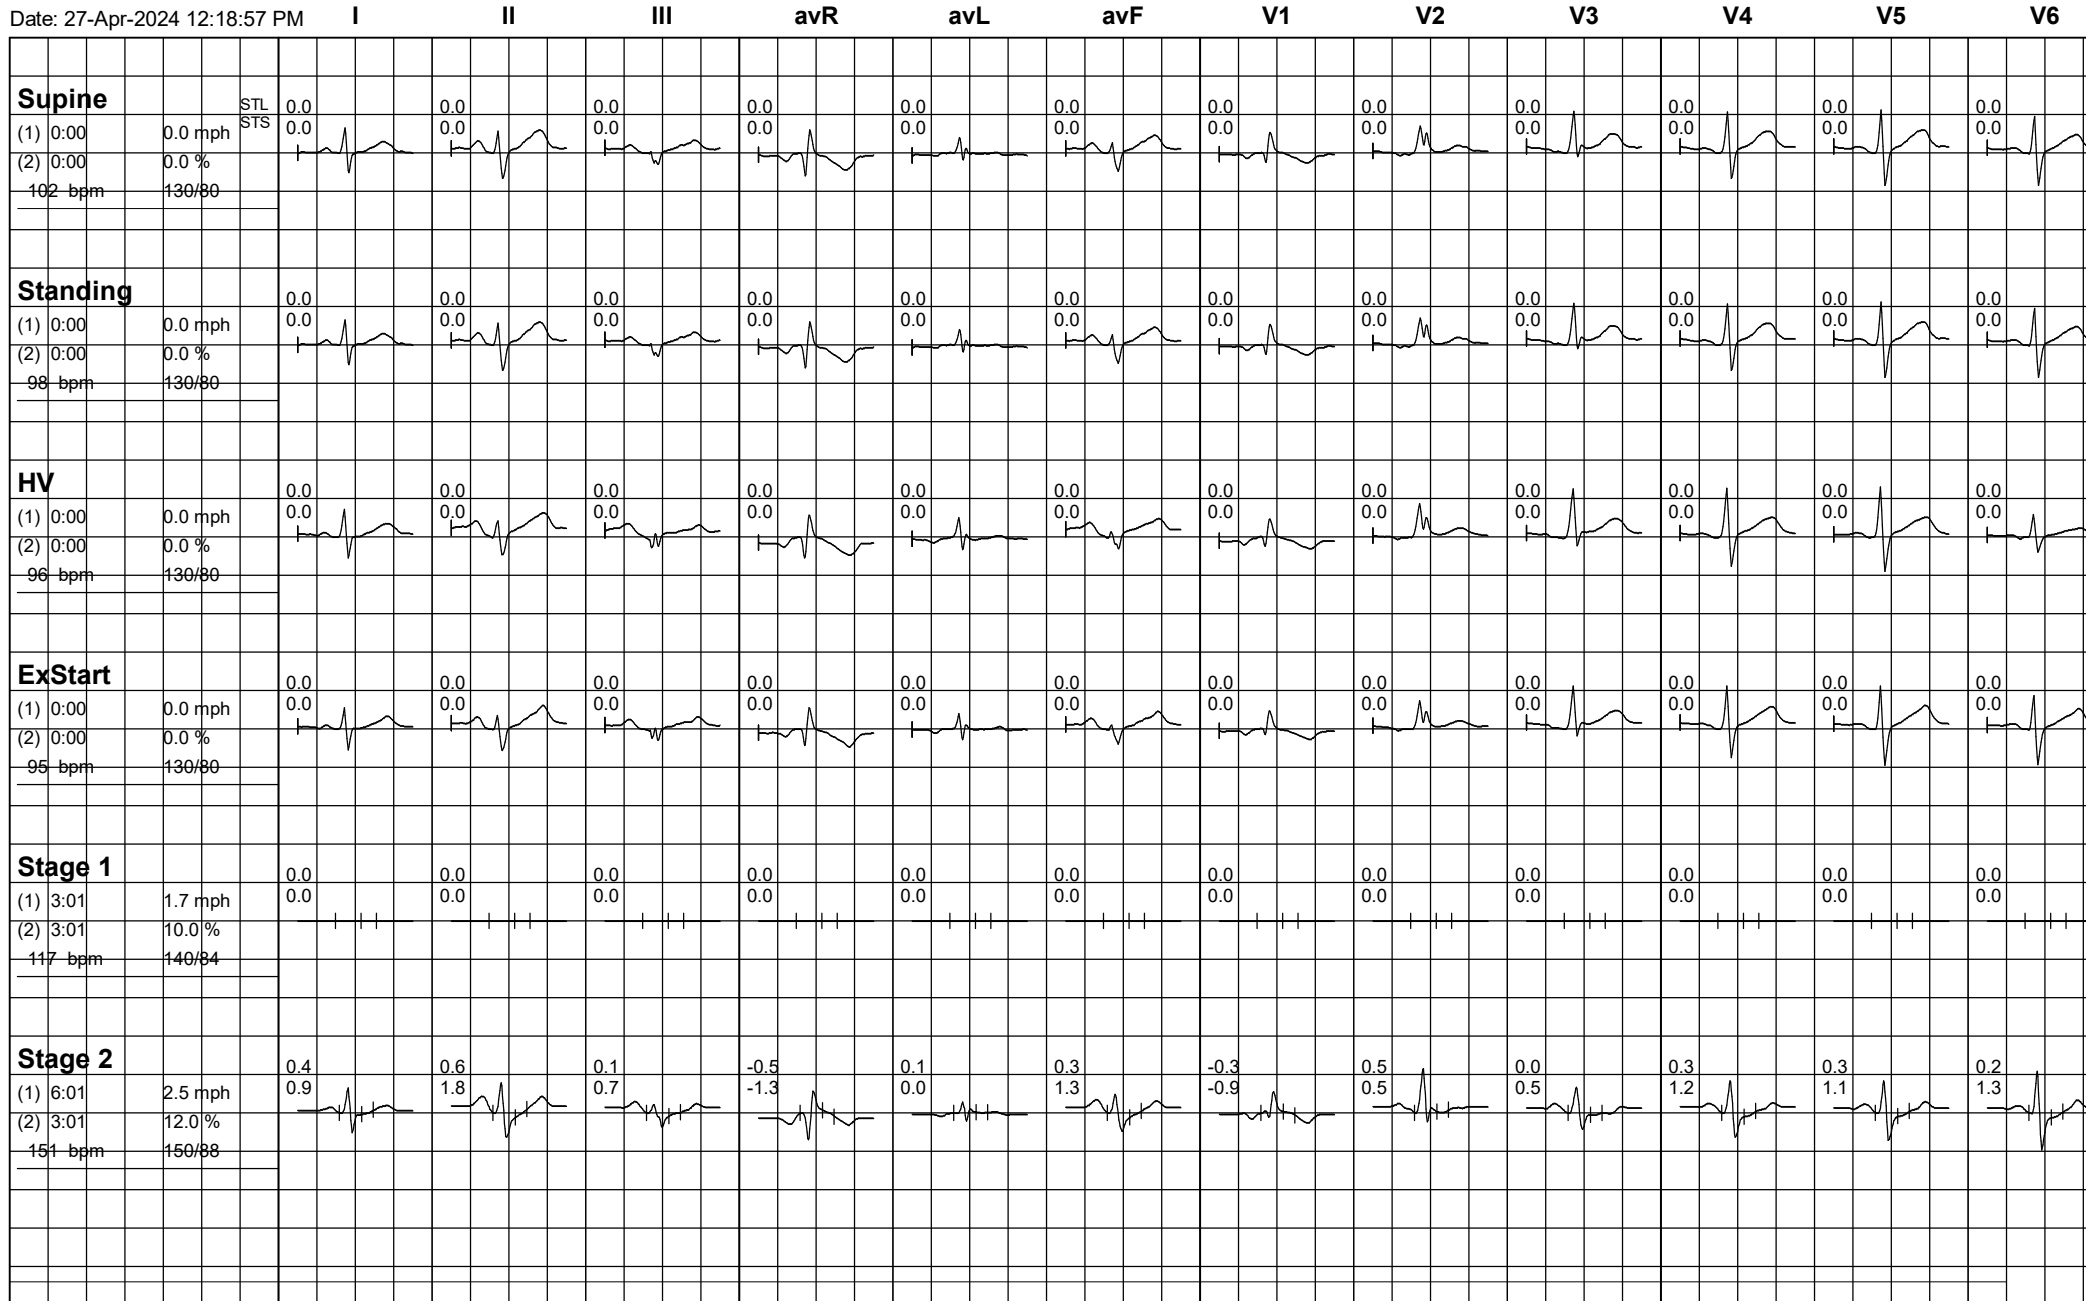 Date: 27-Apr-2024 12:18:57 PM I II III avR avL avF V1 V2 V3 V4 V5 V6
Supine
STL 0.0 0.0 0.0 0.0 0.0 0.0 0.0 0.0 0.0 0.0 0.0 0.0
STS 0.0 0.0 0.0 0.0 0.0 0.0 0.0 0.0 0.0 0.0 0.0 0.0
(1) 0:00 0.0 mph
(2) 0:00 0.0 %
102 bpm 130/80
Standing
0.0 0.0 0.0 0.0 0.0 0.0 0.0 0.0 0.0 0.0 0.0 0.0
(1) 0:00 0.0 mph 0.0 0.0 0.0 0.0 0.0 0.0 0.0 0.0 0.0 0.0 0.0 0.0
(2) 0:00 0.0 %
98 bpm 130/80
HV
0.0 0.0 0.0 0.0 0.0 0.0 0.0 0.0 0.0 0.0 0.0 0.0
(1) 0:00 0.0 mph 0.0 0.0 0.0 0.0 0.0 0.0 0.0 0.0 0.0 0.0 0.0 0.0
(2) 0:00 0.0 %
96 bpm 130/80
ExStart
0.0 0.0 0.0 0.0 0.0 0.0 0.0 0.0 0.0 0.0 0.0 0.0
(1) 0:00 0.0 mph 0.0 0.0 0.0 0.0 0.0 0.0 0.0 0.0 0.0 0.0 0.0 0.0
(2) 0:00 0.0 %
95 bpm 130/80
Stage 1
0.0 0.0 0.0 0.0 0.0 0.0 0.0 0.0 0.0 0.0 0.0 0.0
(1) 3:01 1.7 mph 0.0 0.0 0.0 0.0 0.0 0.0 0.0 0.0 0.0 0.0 0.0 0.0
(2) 3:01 10.0 %
117 bpm 140/84
Stage 2
0.4 0.6 0.1 -0.5 0.1 0.3 -0.3 0.5 0.0 0.3 0.3 0.2
(1) 6:01 2.5 mph 0.9 1.8 0.7 -1.3 0.0 1.3 -0.9 0.5 0.5 1.2 1.1 1.3
(2) 3:01 12.0 %
151 bpm 150/88